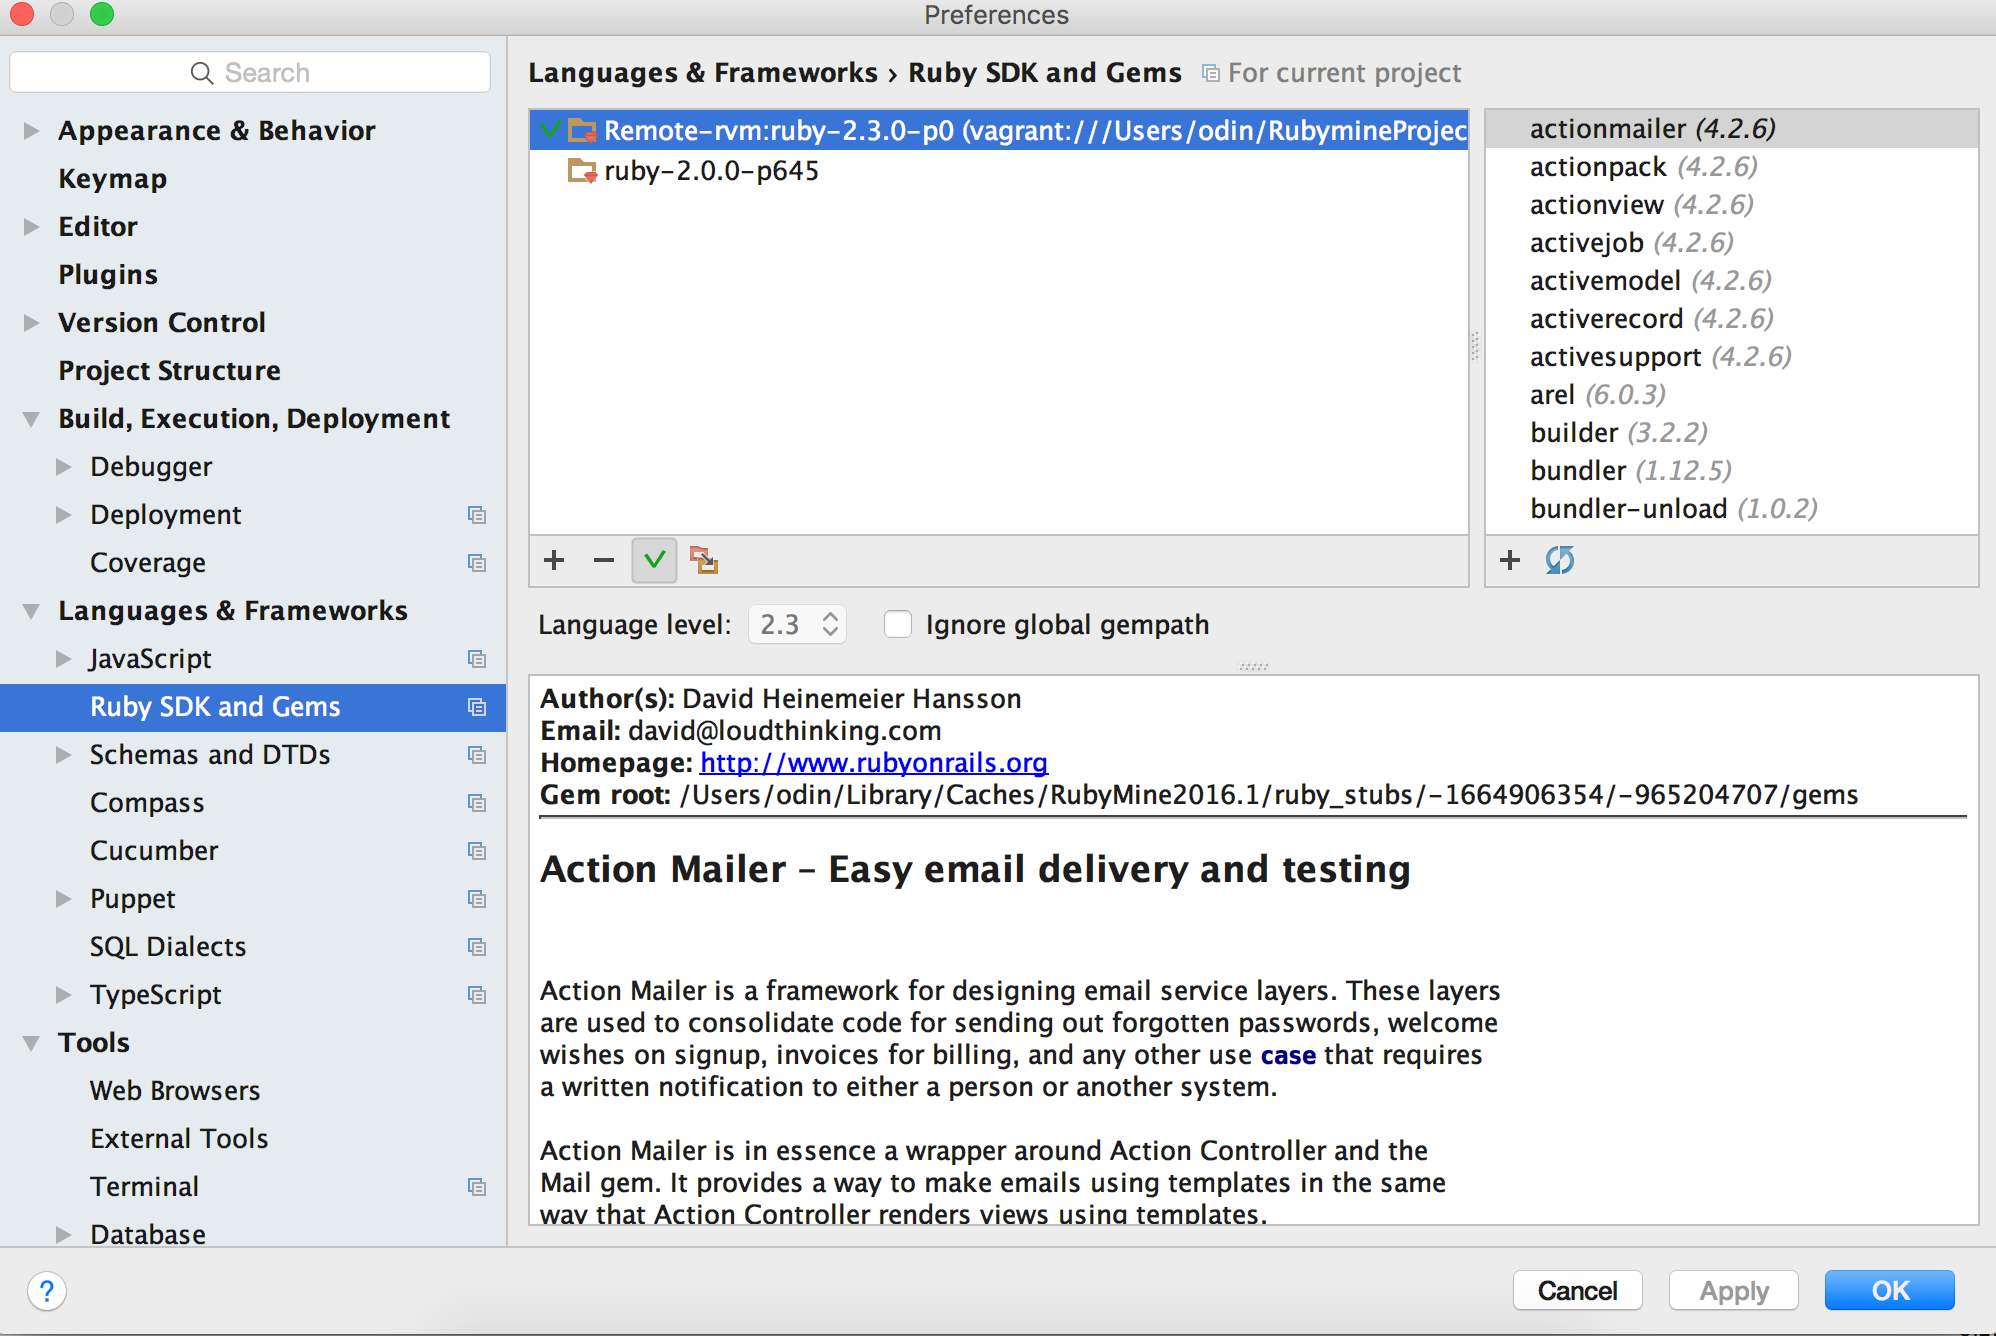 Preferences
Search
Appearance & Behavior
Keymap
Editor
Plugins
Version Control
Project Structure
Build, Execution, Deployment
Debugger
Deployment
Coverage
Languages & Frameworks
JavaScript
Ruby SDK and Gems
Schemas and DTDs
Compass
Cucumber
Puppet
SQL Dialects
TypeScript
Tools
Web Browsers
External Tools
Terminal
Database
Languages & Frameworks › Ruby SDK and Gems For current project
Remote-rvm:ruby-2.3.0-p0 (vagrant:///Users/odin/RubymineProjec
ruby-2.0.0-p645
actionmailer (4.2.6)
actionpack (4.2.6)
actionview (4.2.6)
activejob (4.2.6)
activemodel (4.2.6)
activerecord (4.2.6)
activesupport (4.2.6)
arel (6.0.3)
builder (3.2.2)
bundler (1.12.5)
bundler-unload (1.0.2)
Language level: 2.3 Ignore global gempath
Author(s): David Heinemeier Hansson
Email: david@loudthinking.com
Homepage: http://www.rubyonrails.org
Gem root: /Users/odin/Library/Caches/RubyMine2016.1/ruby_stubs/-1664906354/-965204707/gems
Action Mailer – Easy email delivery and testing
Action Mailer is a framework for designing email service layers. These layers
are used to consolidate code for sending out forgotten passwords, welcome
wishes on signup, invoices for billing, and any other use case that requires
a written notification to either a person or another system.
Action Mailer is in essence a wrapper around Action Controller and the
Mail gem. It provides a way to make emails using templates in the same
way that Action Controller renders views using templates.
?
Cancel
Apply
OK